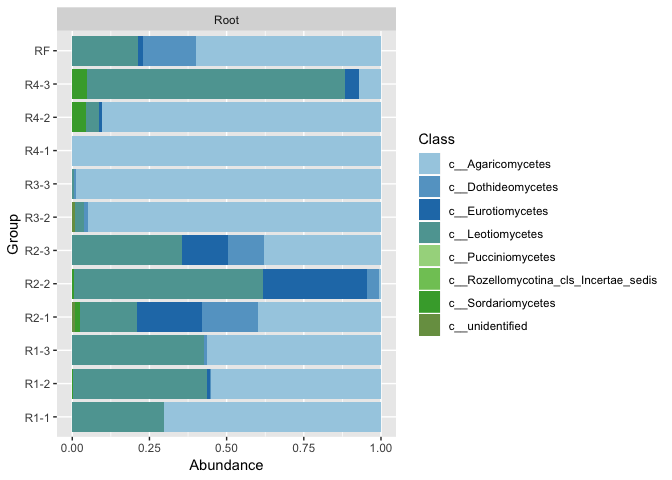 Root
RF
R4-3
R4-2
R4-1
R3-3
R3-2
R2-3
R2-2
R2-1
R1-3
R1-2
R1-1
Group
0.00 0.25 0.50 0.75 1.00
Abundance
Class
c__Agaricomycetes
c__Dothideomycetes
c__Eurotiomycetes
c__Leotiomycetes
c__Pucciniomycetes
c__Rozellomycotina_cls_Incertae_sedis
c__Sordariomycetes
c__unidentified